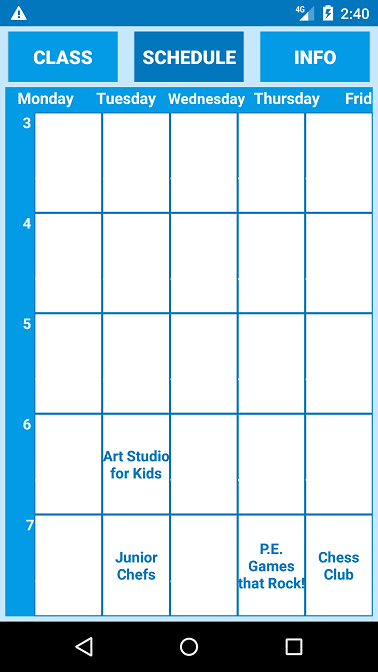 4G 2:40
CLASS SCHEDULE INFO
Monday Tuesday Wednesday Thursday Frid
3
4
5
6
Art Studio
for Kids
7
Junior
Chefs
P.E.
Games
that Rock!
Chess
Club